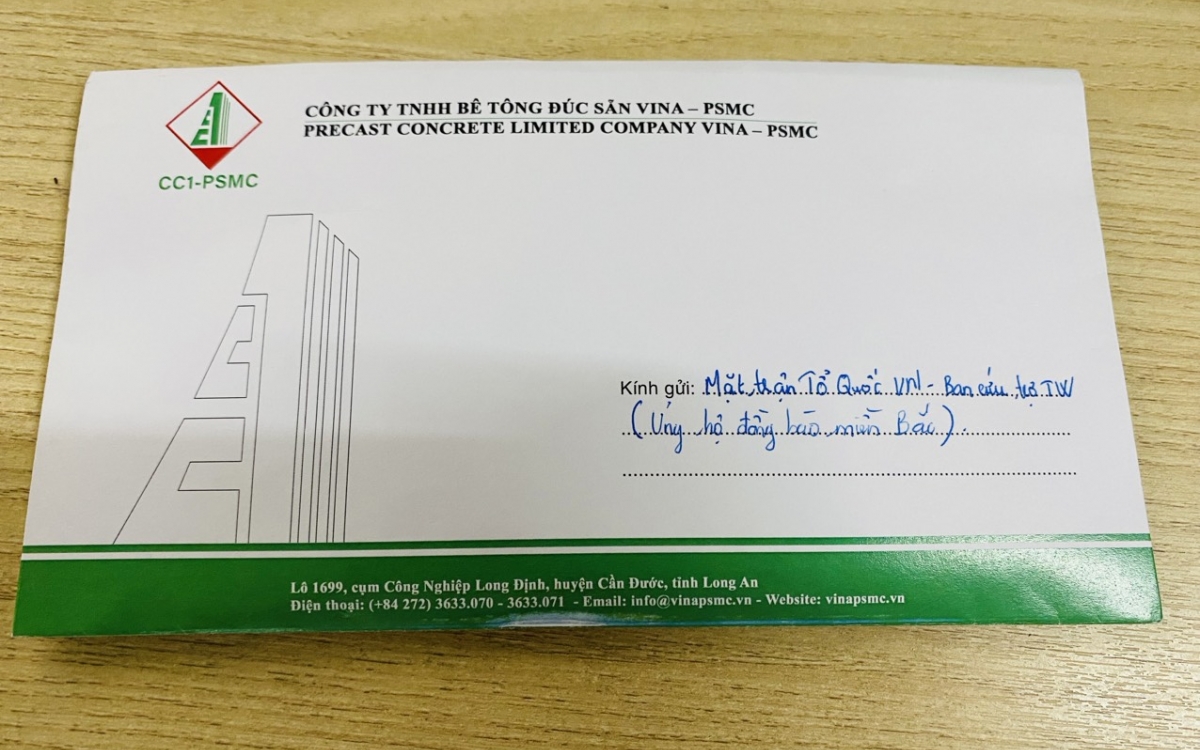 CÔNG TY TNHH BÊ TÔNG ĐÚC SẴN VINA – PSMC
PRECAST CONCRETE LIMITED COMPANY VINA – PSMC
CC1-PSMC
Kính gửi: Mặt trận Tổ Quốc VN - Ban cứu trợ TW
(Ủng hộ đồng bào miền Bắc).
Lô 1699, cụm Công Nghiệp Long Định, huyện Cần Đước, tỉnh Long An
Điện thoại: (+84 272) 3633.070 - 3633.071 - Email: info@vinapsmc.vn - Website: vinapsmc.vn